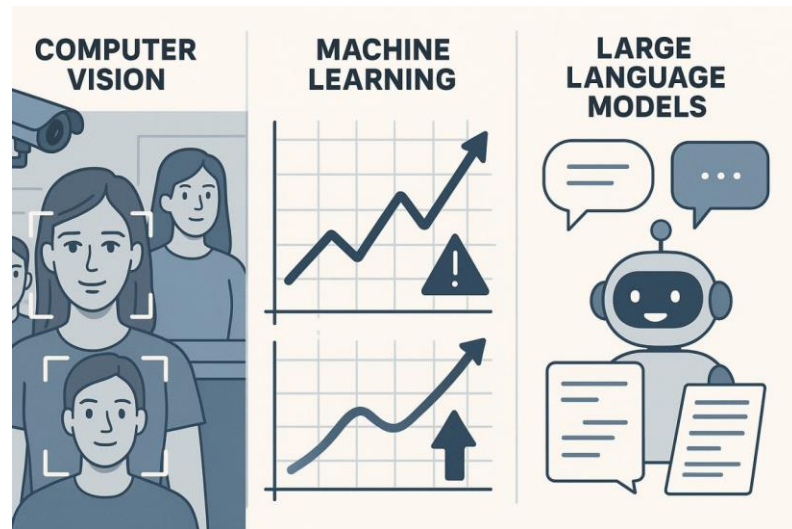 COMPUTER
VISION
MACHINE
LEARNING
LARGE
LANGUAGE
MODELS